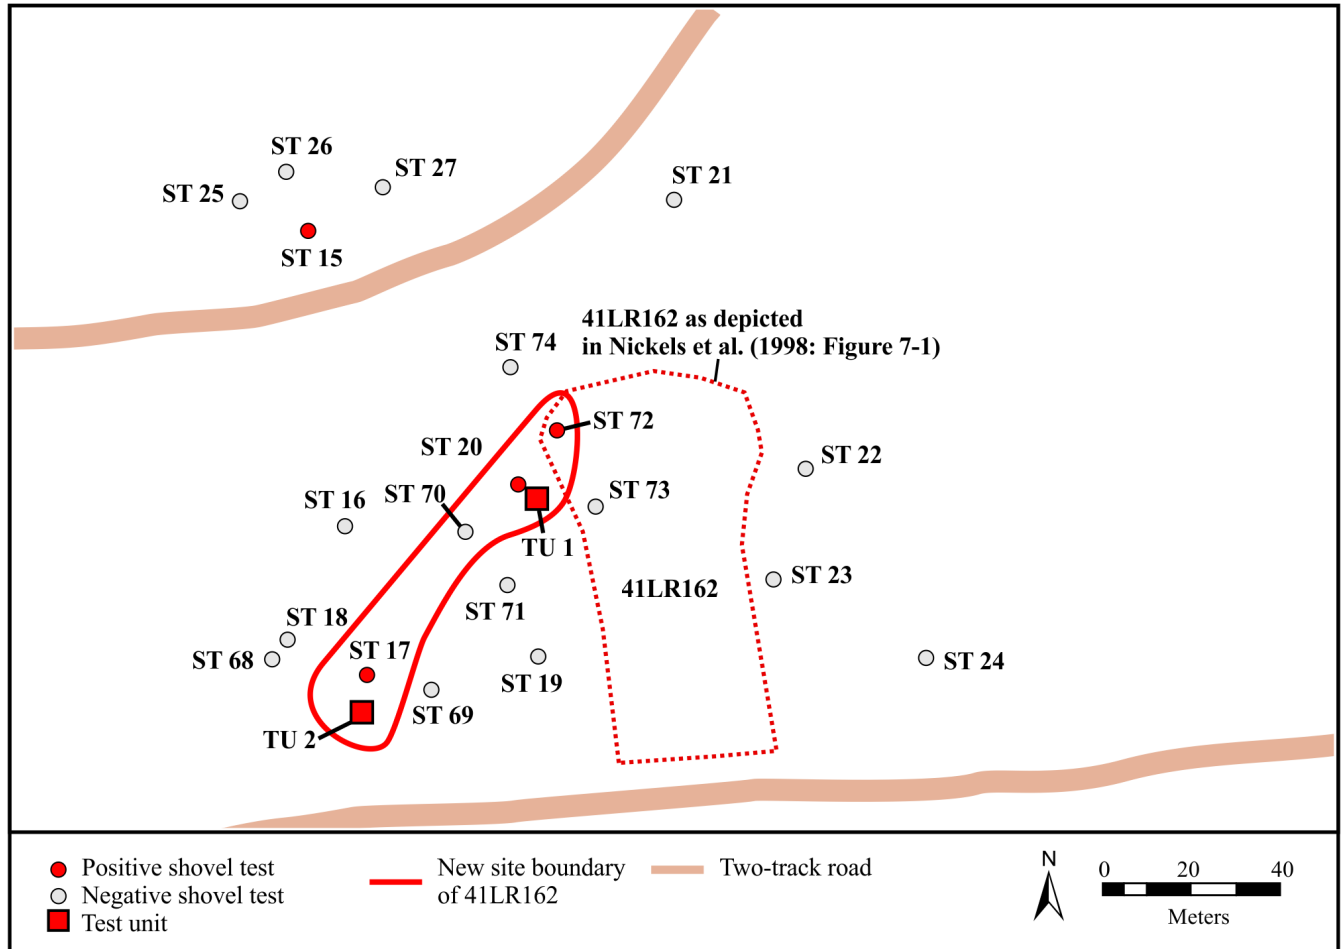 ST 26
ST 27
ST 25
ST 21
ST 15
41LR162 as depicted
in Nickels et al. (1998: Figure 7-1)
ST 74
ST 72
ST 20
ST 22
ST 73
ST 16
ST 70
TU 1
ST 23
41LR162
ST 71
ST 18
ST 17
ST 68
ST 24
ST 19
ST 69
TU 2
Positive shovel test
Negative shovel test
Test unit
New site boundary
of 41LR162
Two-track road
N
0 20 40
Meters